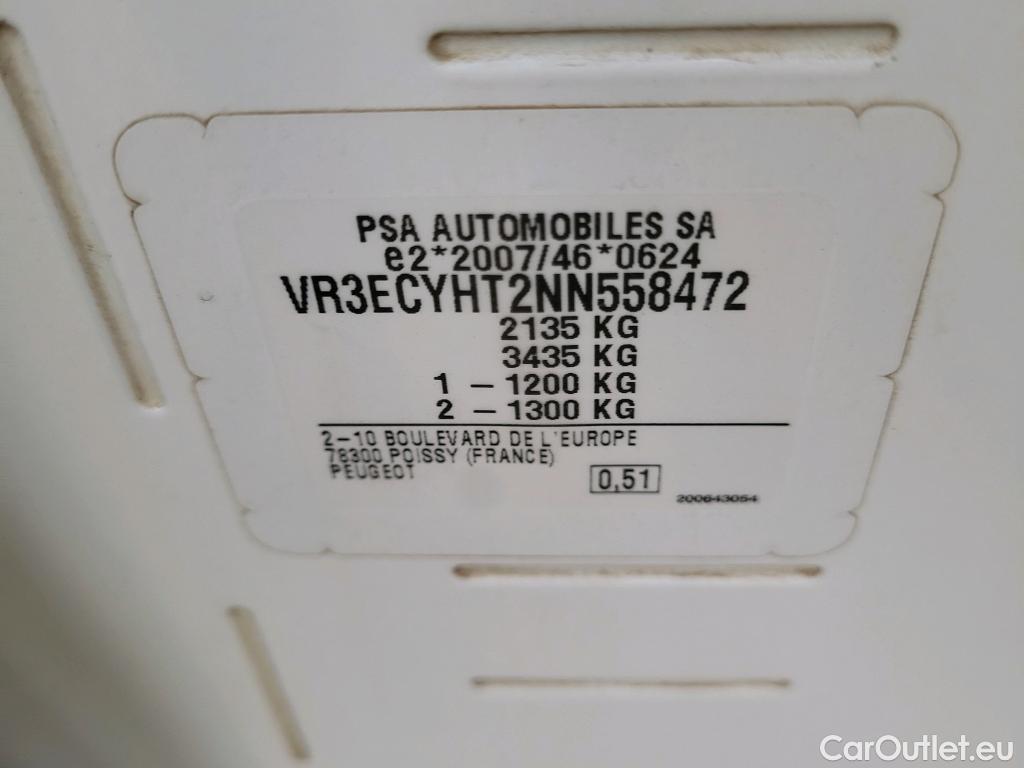 PSA AUTOMOBILES SA
e2*2007/46*0624
VR3ECYHT2NN558472
2135 KG
3435 KG
1 - 1200 KG
2 - 1300 KG
2-10 BOULEVARD DE L'EUROPE
78300 POISSY (FRANCE)
PEUGEOT
0,51
200643054
CarOutlet.eu